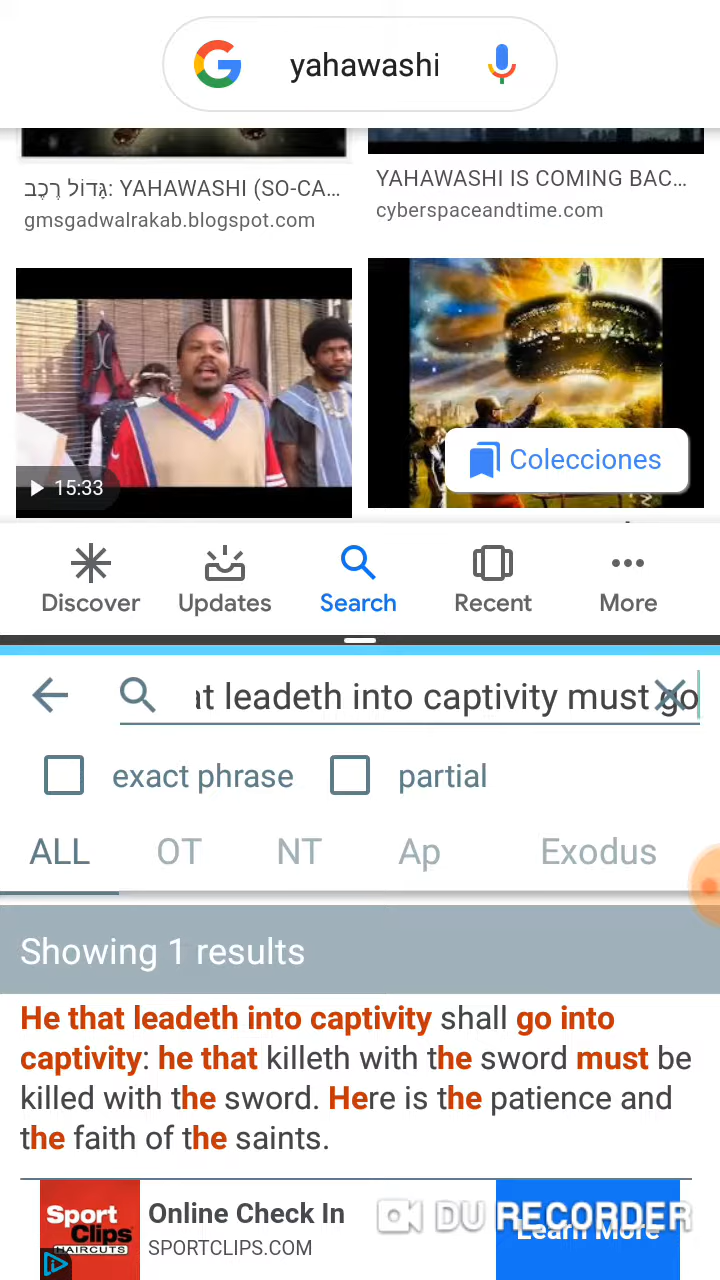 yahawashi
גָּדוֹל רֶכֶב: YAHAWASHI (SO-CA...
gmsgadwalrakab.blogspot.com
YAHAWASHI IS COMING BAC...
cyberspaceandtime.com
15:33
Colecciones
Discover Updates Search Recent More
at leadeth into captivity must go
exact phrase partial
ALL OT NT Ap Exodus
Showing 1 results
He that leadeth into captivity shall go into
captivity: he that killeth with the sword must be
killed with the sword. Here is the patience and
the faith of the saints.
Sport
Clips
HAIRCUTS
Online Check In
SPORTCLIPS.COM
Learn More
DU RECORDER